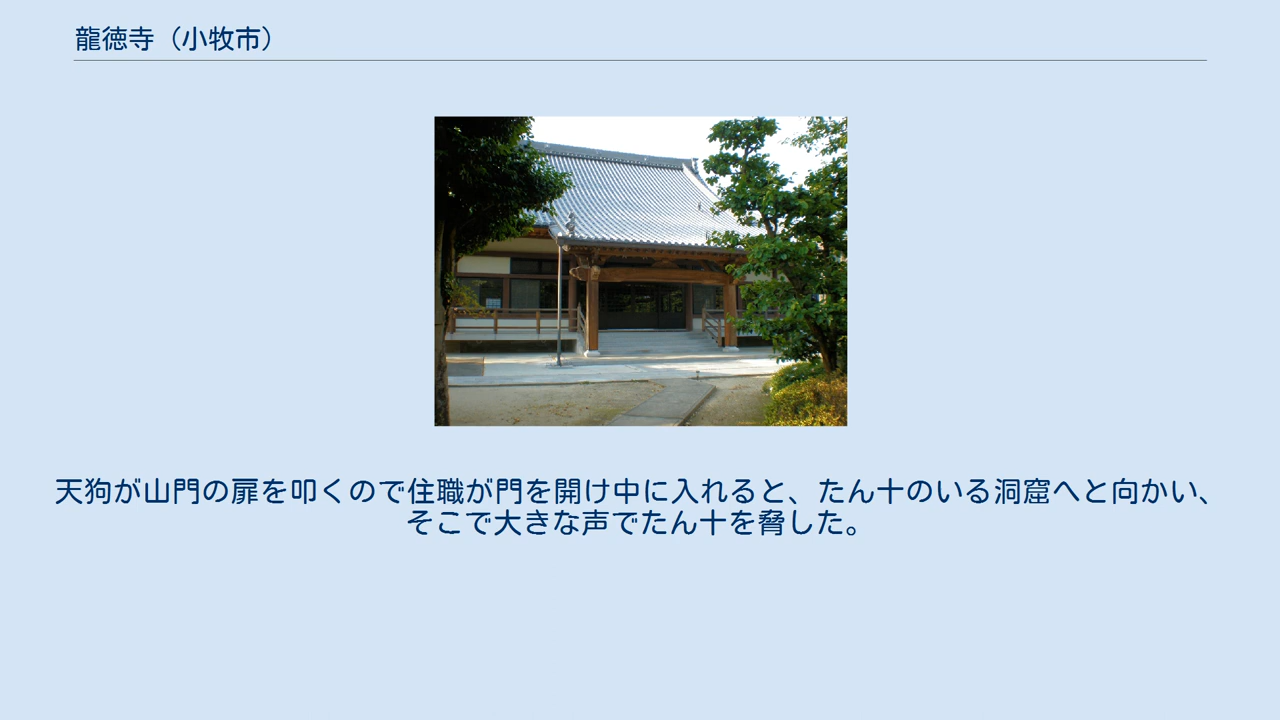 龍徳寺（小牧市）
天狗が山門の扉を叩くので住職が門を開け中に入れると、たん十のいる洞窟へと向かい、
そこで大きな声でたん十を脅した。